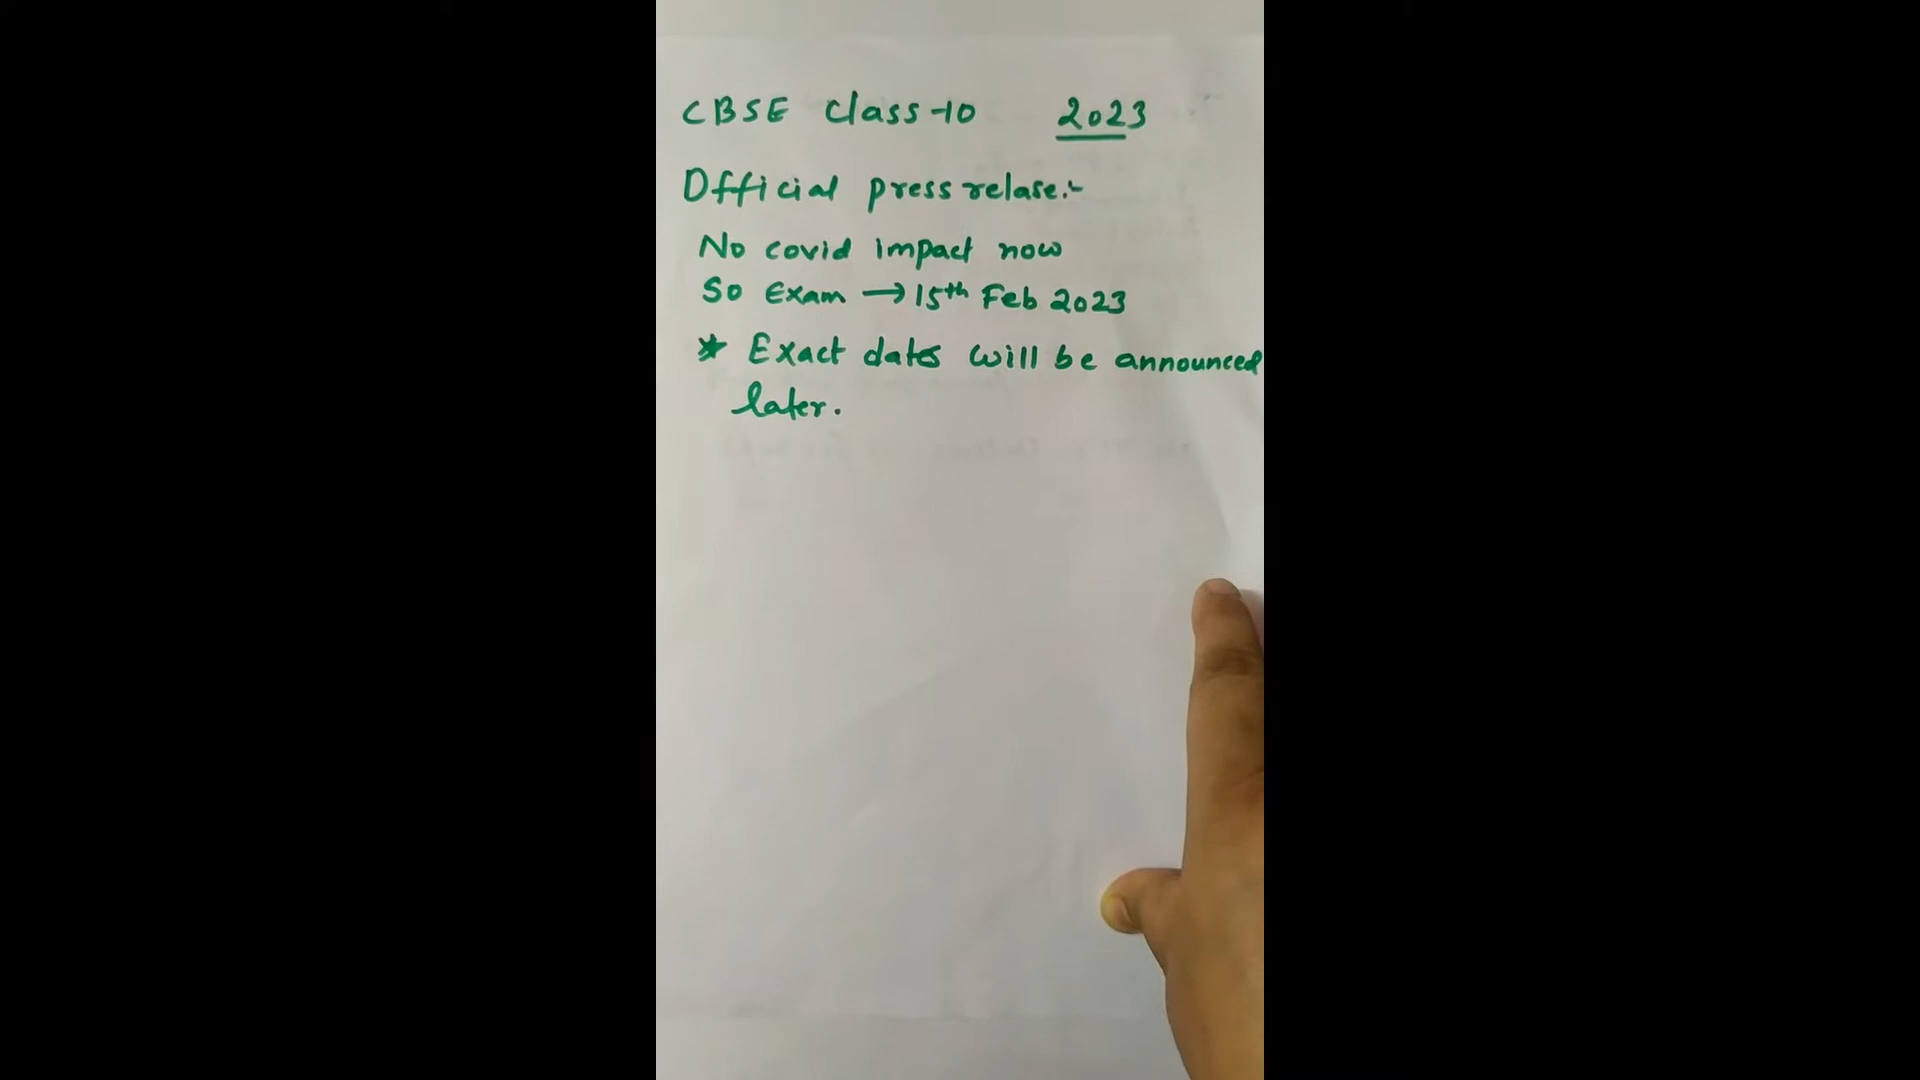 CBSE Class-10 2023
Official press relase:-
No covid impact now
So Exam → 15th Feb 2023
* Exact dates will be announced
later.